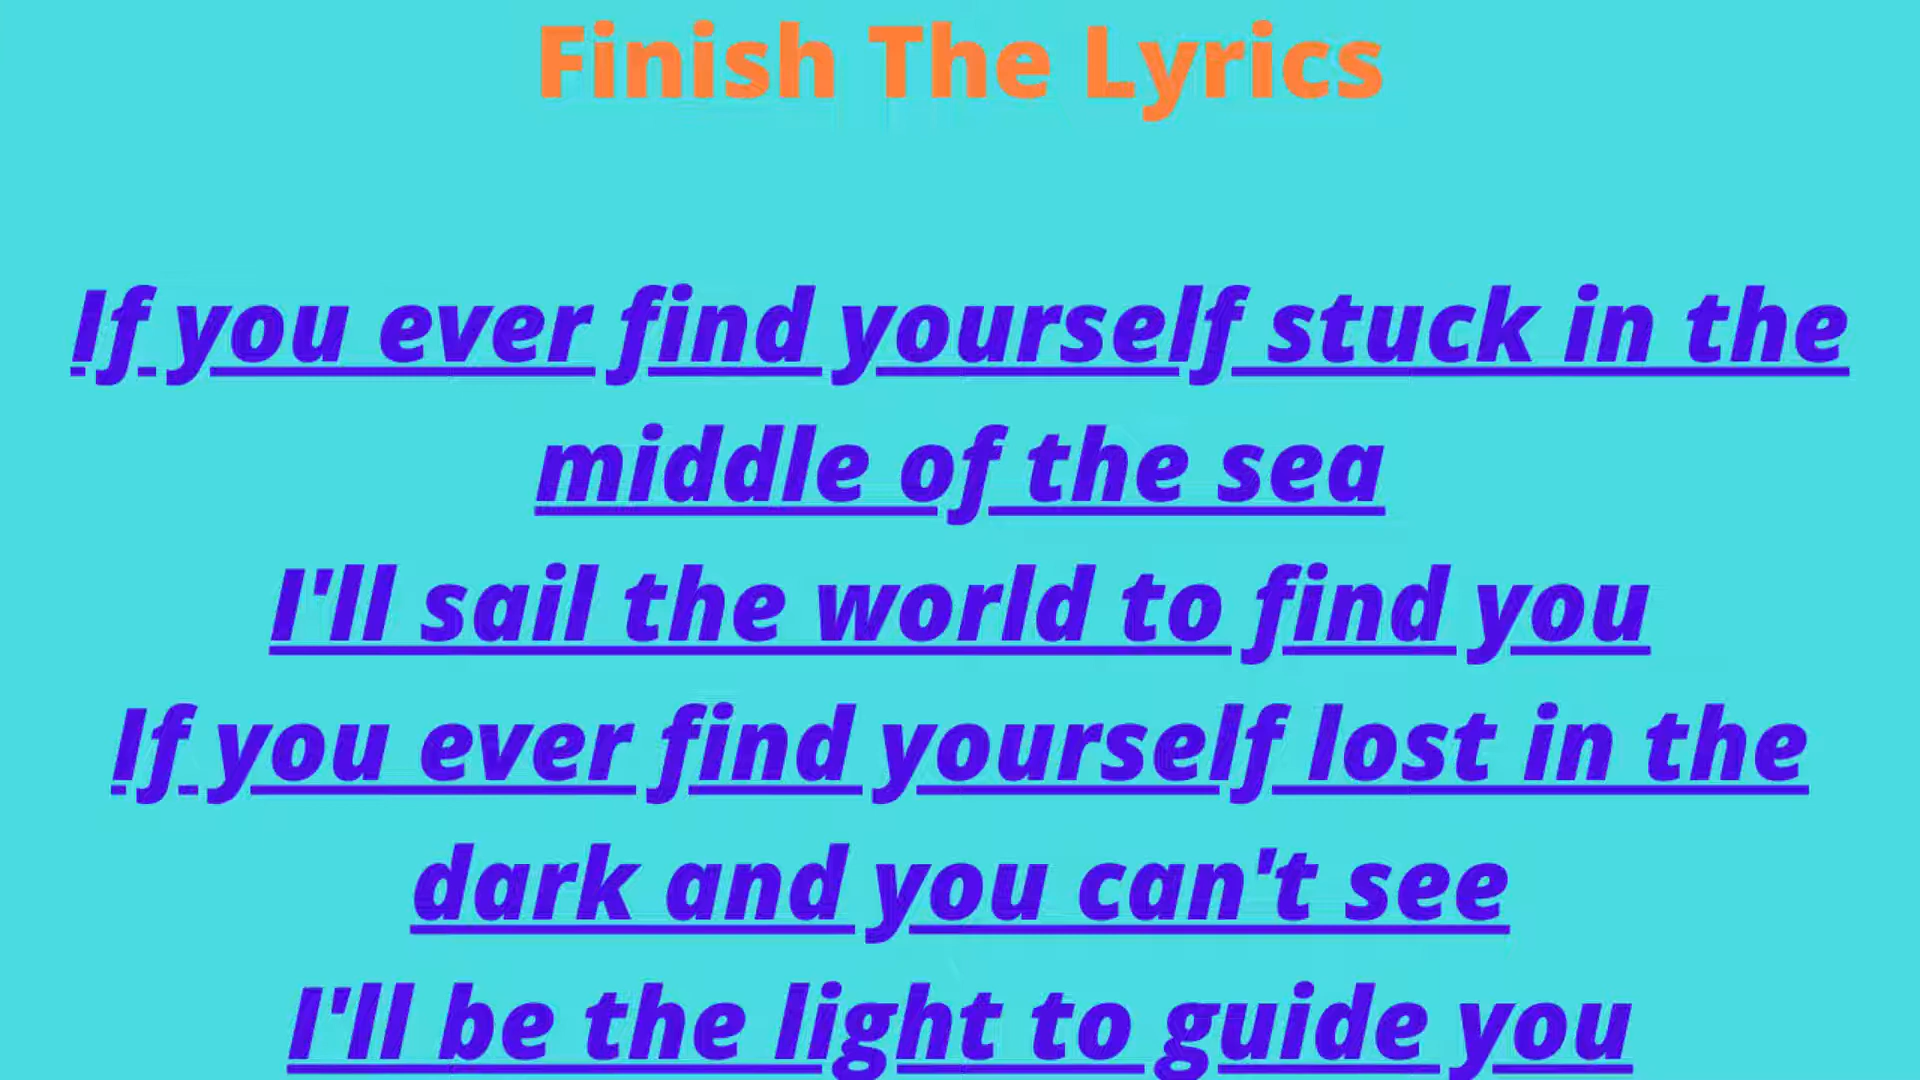 Finish The Lyrics
If you ever find yourself stuck in the
middle of the sea
I'll sail the world to find you
If you ever find yourself lost in the
dark and you can't see
I'll be the light to guide you